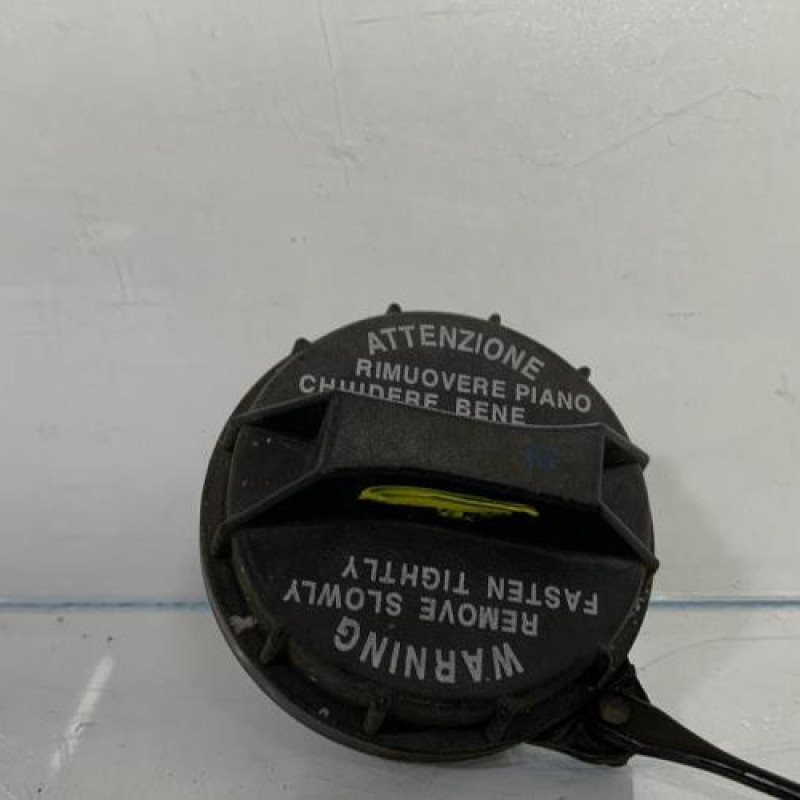 ATTENZIONE
RIMUOVERE PIANO
CHIUDERE BENE
WARNING
REMOVE SLOWLY
FASTEN TIGHTLY